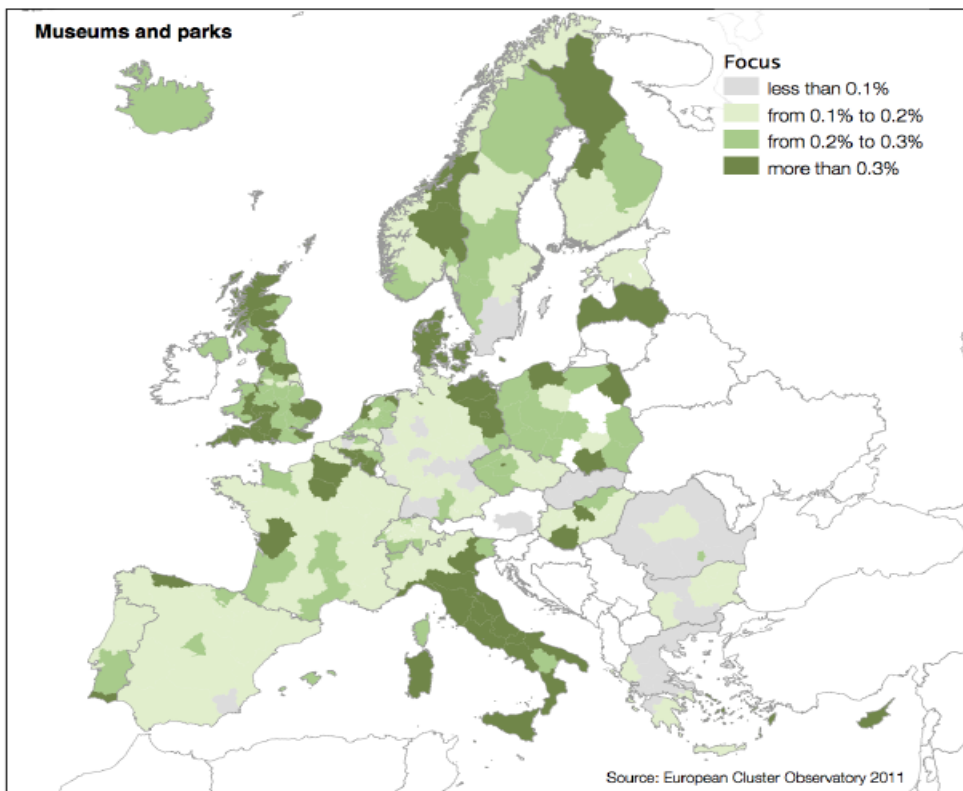 Museums and parks
Focus
less than 0.1%
from 0.1% to 0.2%
from 0.2% to 0.3%
more than 0.3%
Source: European Cluster Observatory 2011